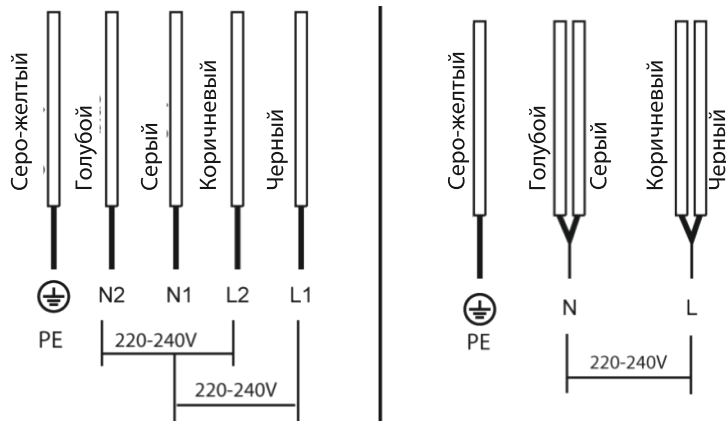 Серо-желтый
Голубой
Серый
Коричневый
Черный
N2
N1
L2
L1
PE
220-240V
220-240V
Серо-желтый
Голубой
Серый
Коричневый
Черный
N
L
PE
220-240V